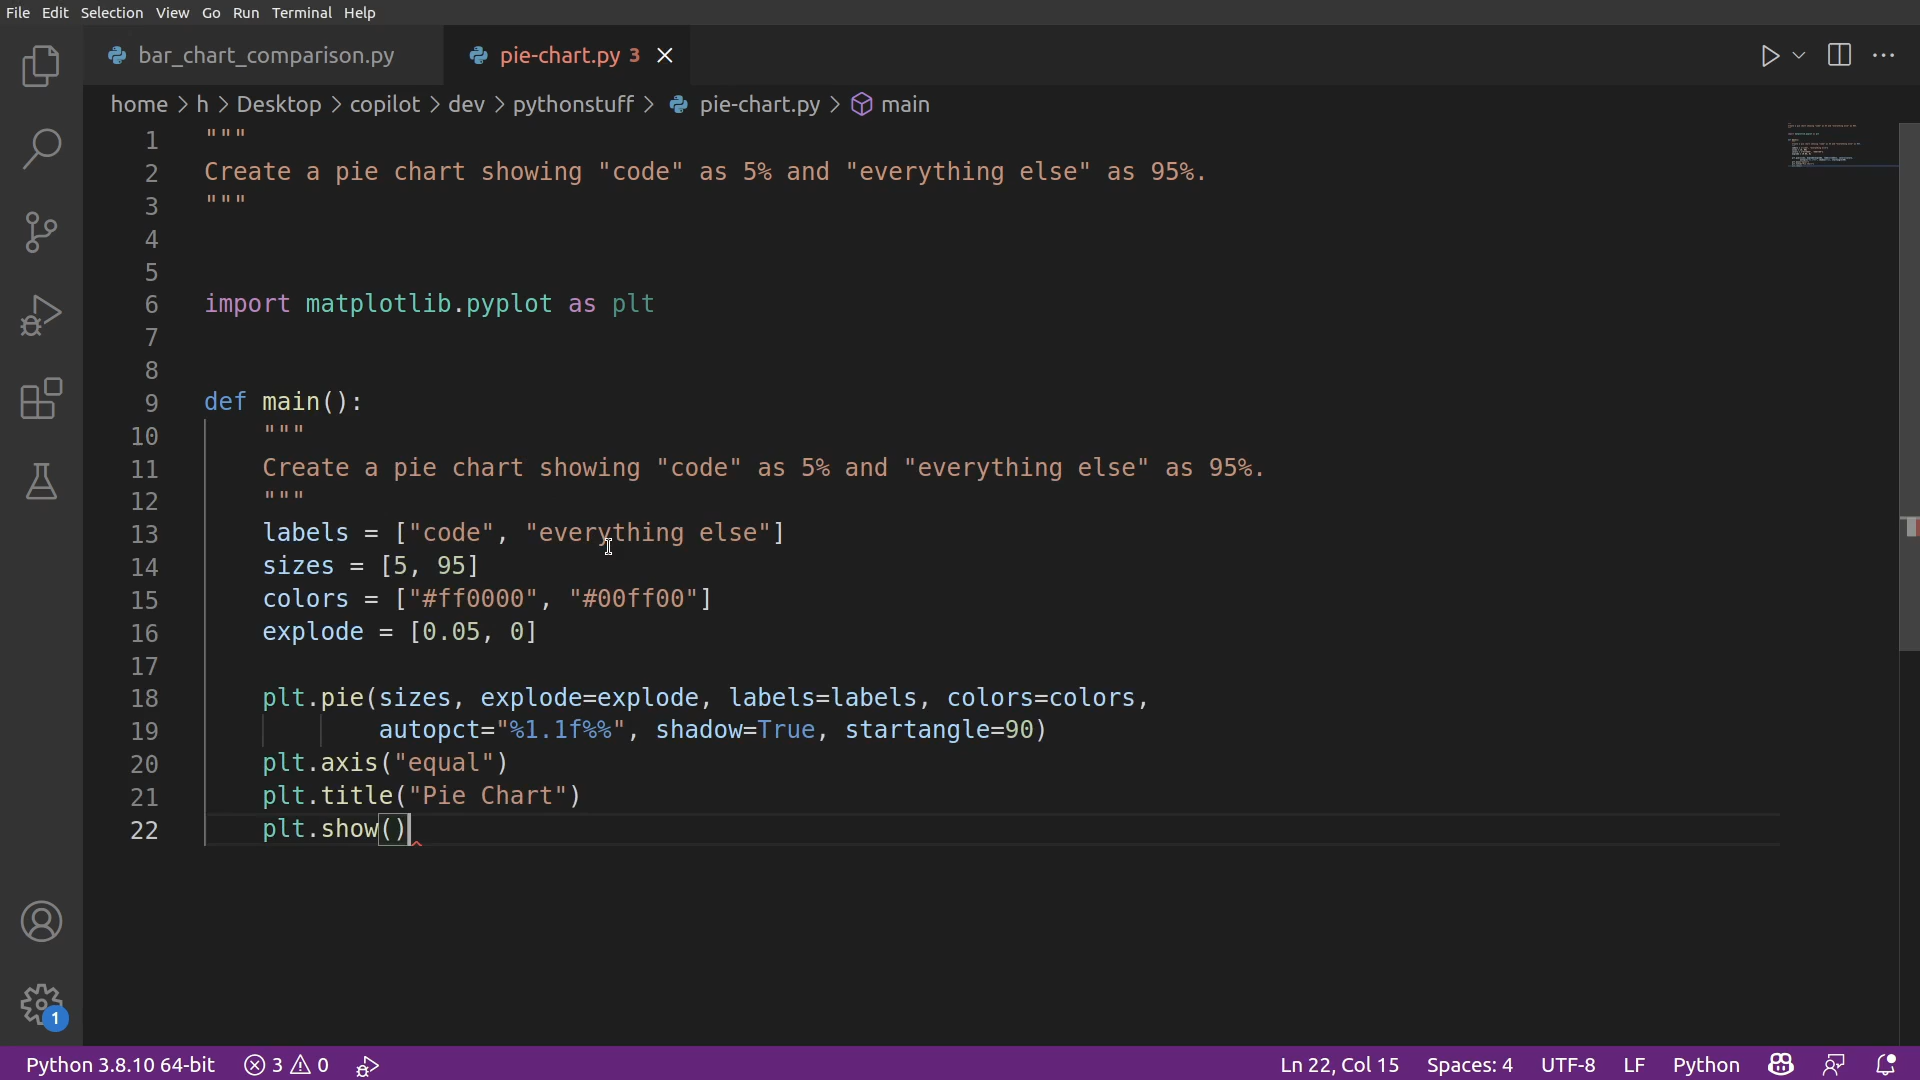 File Edit Selection View Go Run Terminal Help
bar_chart_comparison.py
pie-chart.py 3
home > h > Desktop > copilot > dev > pythonstuff > pie-chart.py > main
1 """
2 Create a pie chart showing "code" as 5% and "everything else" as 95%.
3 """
4
5
6 import matplotlib.pyplot as plt
7
8
9 def main():
10     """
11     Create a pie chart showing "code" as 5% and "everything else" as 95%.
12     """
13     labels = ["code", "everything else"]
14     sizes = [5, 95]
15     colors = ["#ff0000", "#00ff00"]
16     explode = [0.05, 0]
17
18     plt.pie(sizes, explode=explode, labels=labels, colors=colors,
19             autopct="%1.1f%%", shadow=True, startangle=90)
20     plt.axis("equal")
21     plt.title("Pie Chart")
22     plt.show()
1
Python 3.8.10 64-bit 3 0 Ln 22, Col 15 Spaces: 4 UTF-8 LF Python